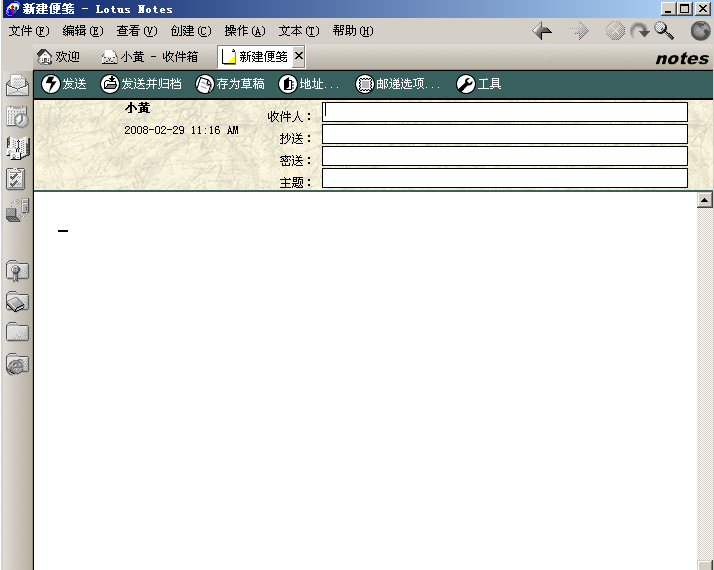 新建便笺 - Lotus Notes
文件(F) 编辑(E) 查看(V) 创建(C) 操作(A) 文本(T) 帮助(H)
欢迎 小黄 - 收件箱 新建便笺 notes
发送 发送并归档 存为草稿 地址... 邮递选项... 工具
小黄
2008-02-29 11:16 AM
收件人：
抄送：
密送：
主题：